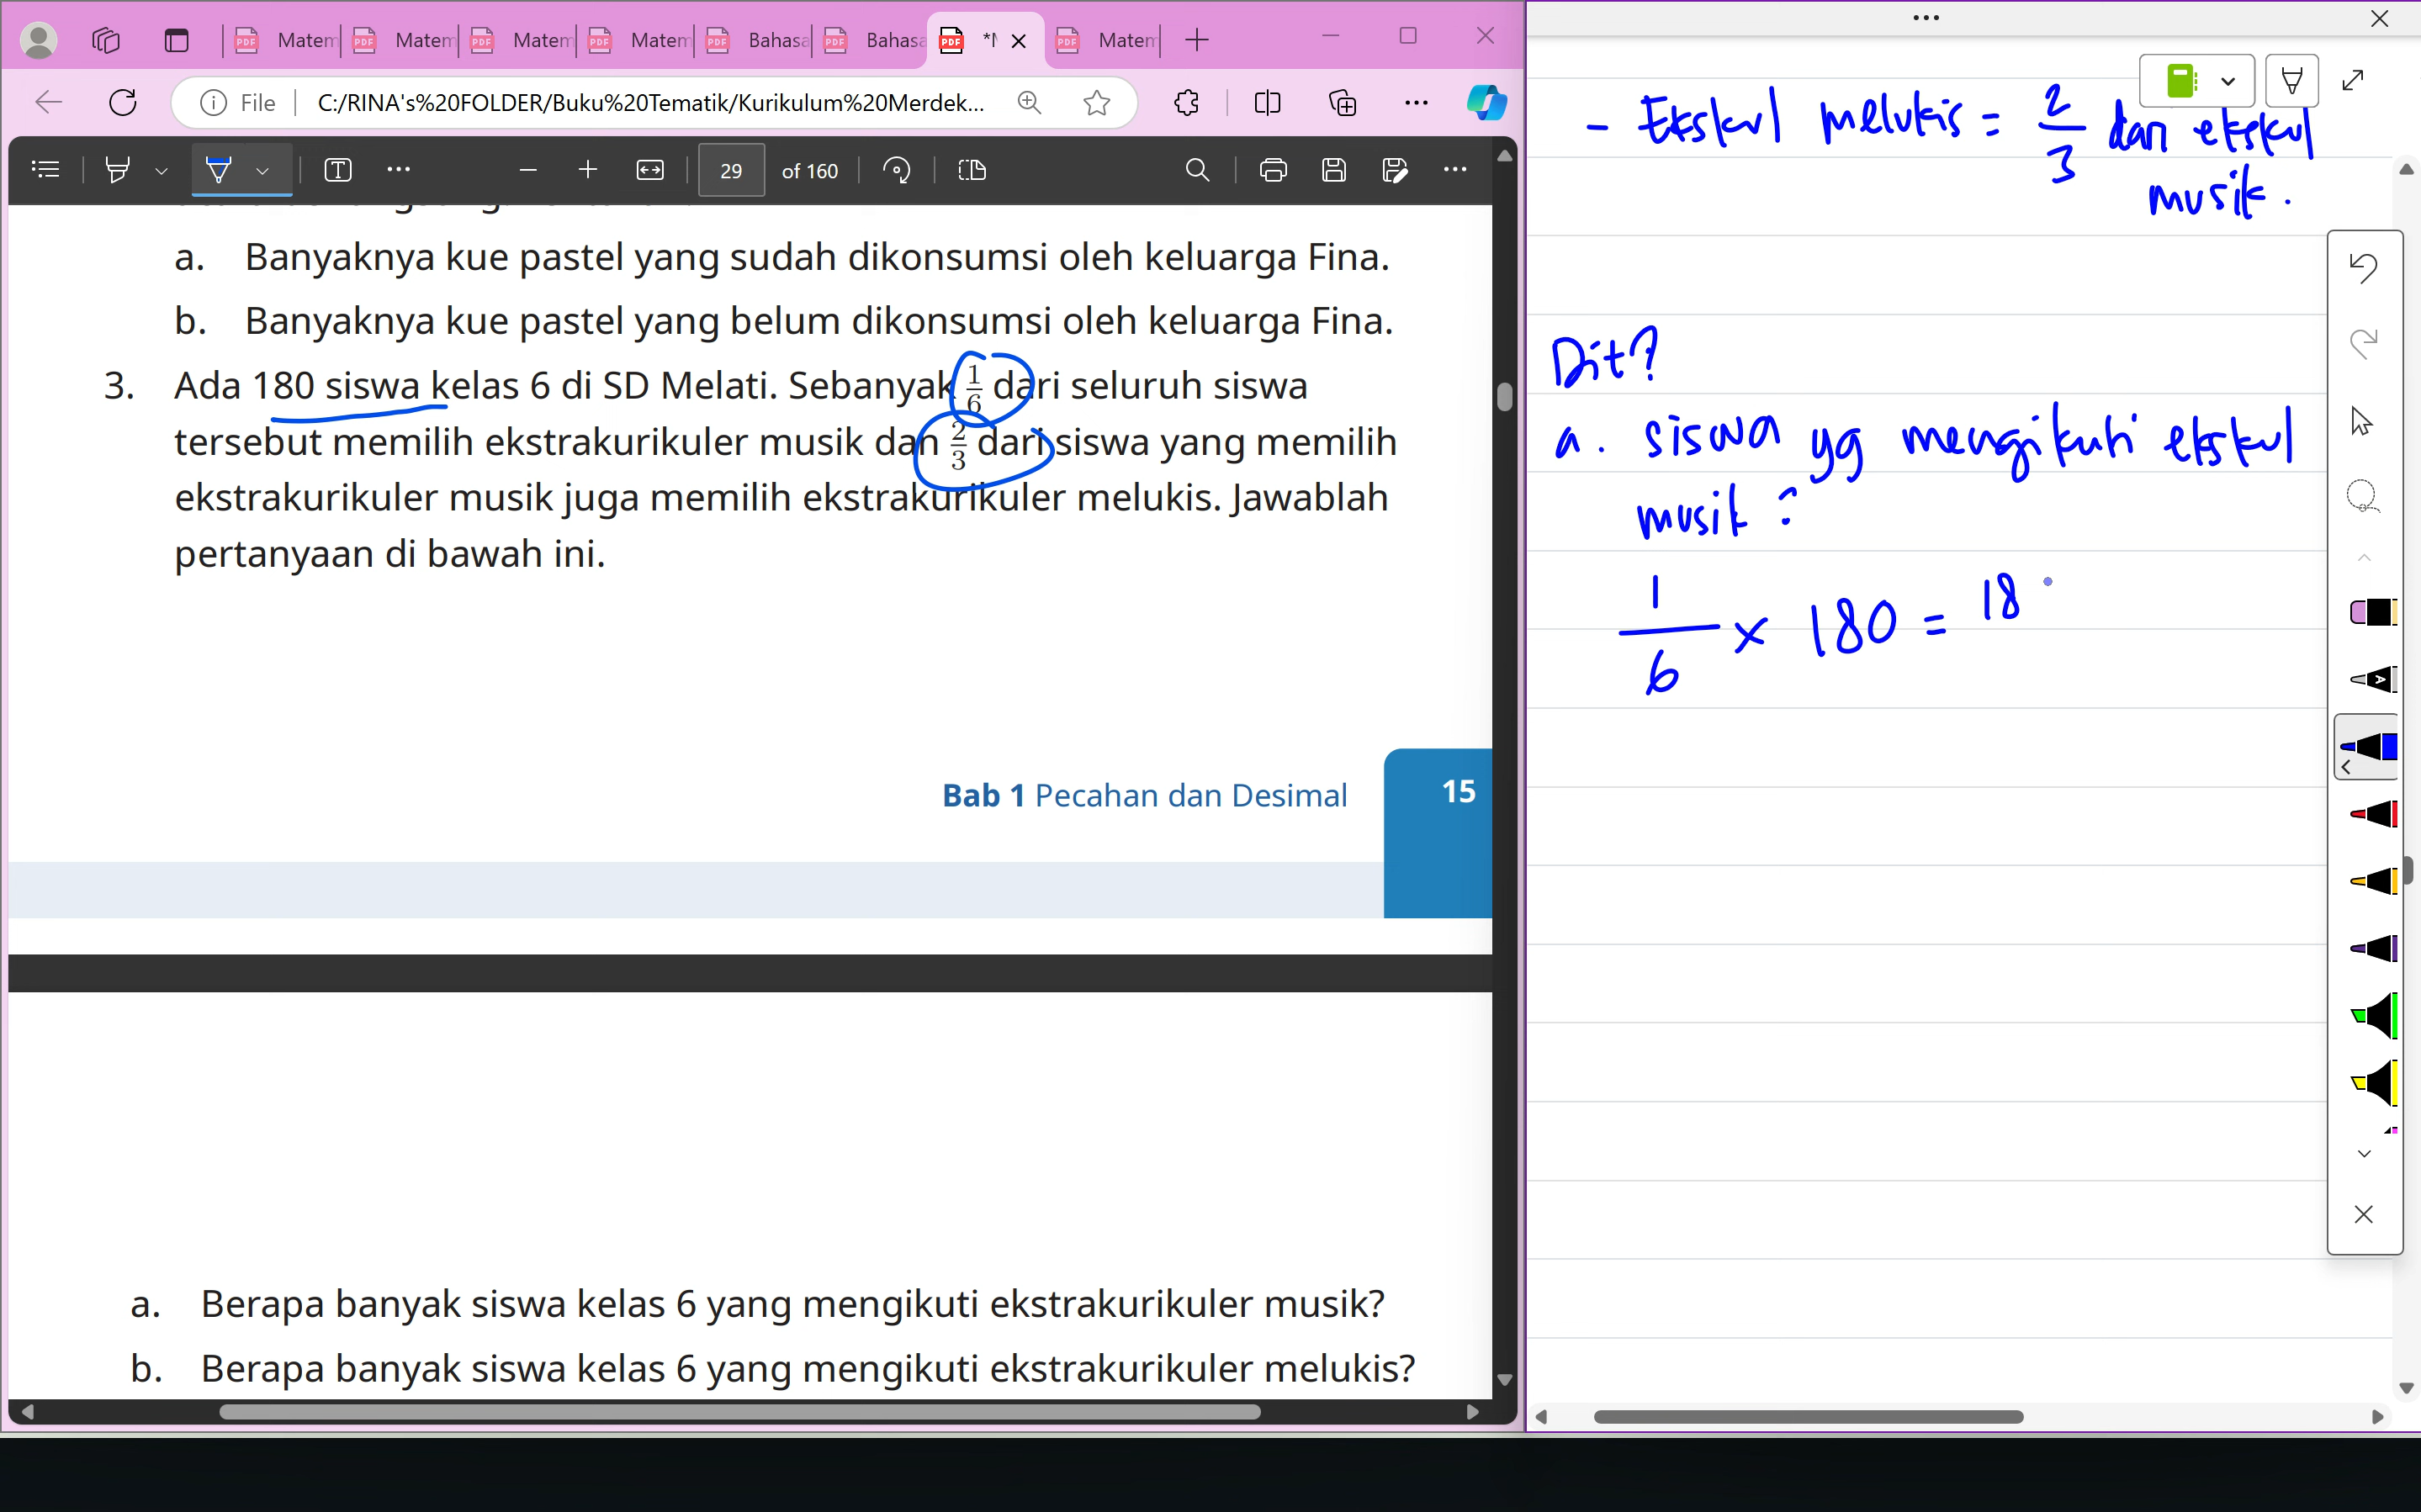 Matem
Matem
Matem
Matem
Bahasa
Bahasa
Matem
File
C:/RINA's%20FOLDER/Buku%20Tematik/Kurikulum%20Merdek...
29
of 160
a. Banyaknya kue pastel yang sudah dikonsumsi oleh keluarga Fina.
b. Banyaknya kue pastel yang belum dikonsumsi oleh keluarga Fina.
3. Ada 180 siswa kelas 6 di SD Melati. Sebanyak 1/6 dari seluruh siswa
tersebut memilih ekstrakurikuler musik dan 2/3 dari siswa yang memilih
ekstrakurikuler musik juga memilih ekstrakurikuler melukis. Jawablah
pertanyaan di bawah ini.
Bab 1 Pecahan dan Desimal
15
a. Berapa banyak siswa kelas 6 yang mengikuti ekstrakurikuler musik?
b. Berapa banyak siswa kelas 6 yang mengikuti ekstrakurikuler melukis?
- Ekskul melukis = 2/3 dari ekskul
musik.
Dit?
a. siswa yg mengikuti ekskul
musik ?
1/6 x 180 = 18